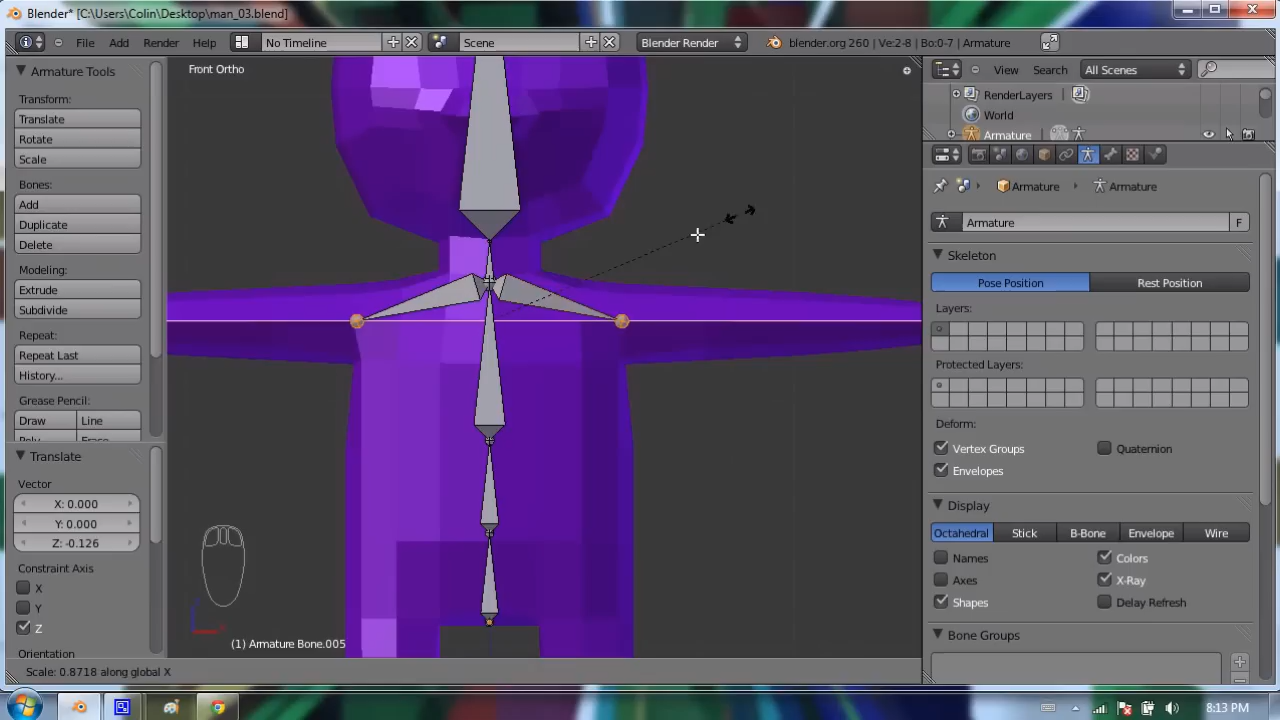 Blender* [C:\Users\Colin\Desktop\man_03.blend]
File Add Render Help No Timeline Scene Blender Render blender.org 260 | Ve:2-8 | Bo:0-7 | Armature
Armature Tools
Transform:
Translate
Rotate
Scale
Bones:
Add
Duplicate
Delete
Modeling:
Extrude
Subdivide
Repeat:
Repeat Last
History...
Grease Pencil:
Draw Line
Translate
Vector
X: 0.000
Y: 0.000
Z: -0.126
Constraint Axis
X
Y
Z
Orientation
Front Ortho
(1) Armature Bone.005
Scale: 0.8718 along global X
View Search All Scenes
RenderLayers
World
Armature
Armature Armature
Armature F
Skeleton
Pose Position Rest Position
Layers:
Protected Layers:
Deform:
Vertex Groups Quaternion
Envelopes
Display
Octahedral Stick B-Bone Envelope Wire
Names Colors
Axes X-Ray
Shapes Delay Refresh
Bone Groups
8:13 PM